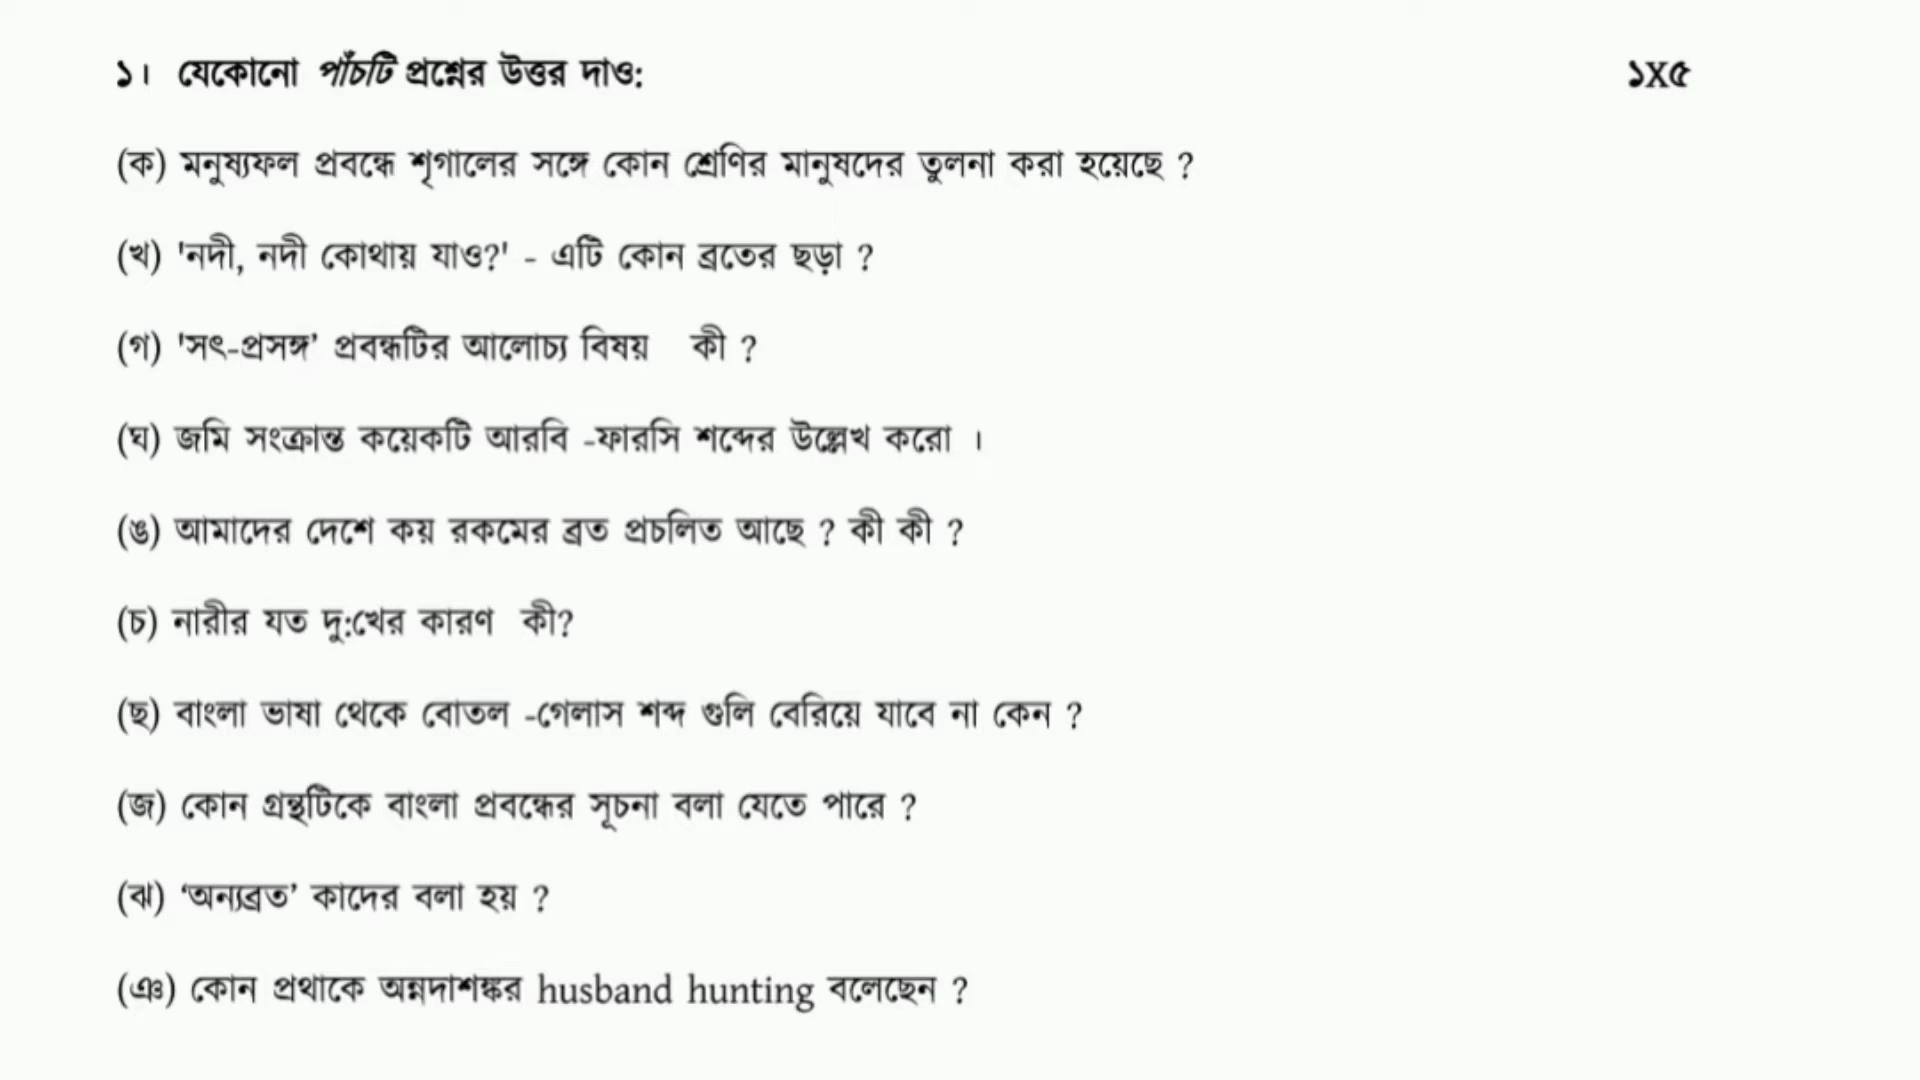 ১। যেকোনো পাঁচটি প্রশ্নের উত্তর দাও: ১X৫
(ক) মনুষ্যফল প্রবন্ধে শৃগালের সঙ্গে কোন শ্রেণির মানুষদের তুলনা করা হয়েছে ?
(খ) 'নদী, নদী কোথায় যাও?' - এটি কোন ব্রতের ছড়া ?
(গ) 'সৎ-প্রসঙ্গ’ প্রবন্ধটির আলোচ্য বিষয় কী ?
(ঘ) জমি সংক্রান্ত কয়েকটি আরবি -ফারসি শব্দের উল্লেখ করো ।
(ঙ) আমাদের দেশে কয় রকমের ব্রত প্রচলিত আছে ? কী কী ?
(চ) নারীর যত দু:খের কারণ কী?
(ছ) বাংলা ভাষা থেকে বোতল -গেলাস শব্দ গুলি বেরিয়ে যাবে না কেন ?
(জ) কোন গ্রন্থটিকে বাংলা প্রবন্ধের সূচনা বলা যেতে পারে ?
(ঝ) ‘অন্যব্রত’ কাদের বলা হয় ?
(ঞ) কোন প্রথাকে অন্নদাশঙ্কর husband hunting বলেছেন ?